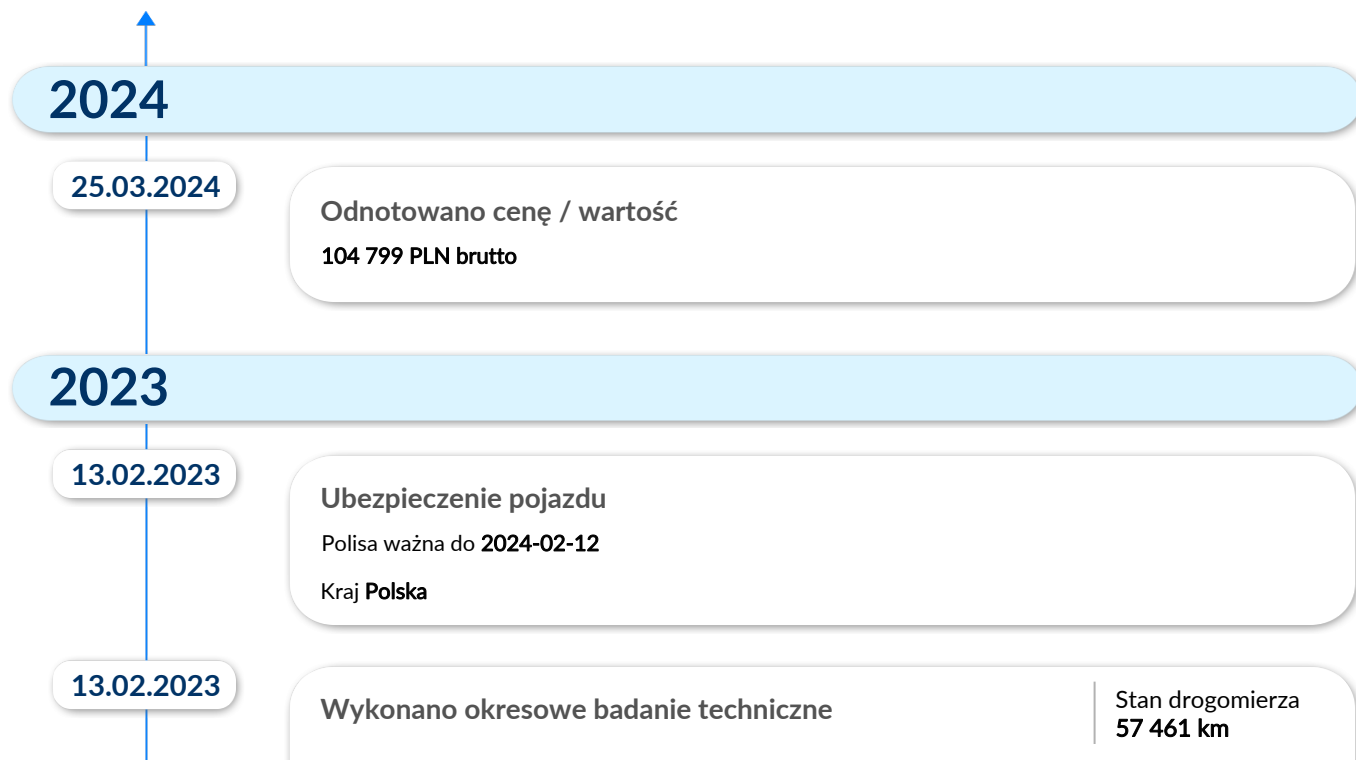 2024
25.03.2024
Odnotowano cenę / wartość
104 799 PLN brutto
2023
13.02.2023
Ubezpieczenie pojazdu
Polisa ważna do 2024-02-12
Kraj Polska
13.02.2023
Wykonano okresowe badanie techniczne
Stan drogomierza
57 461 km